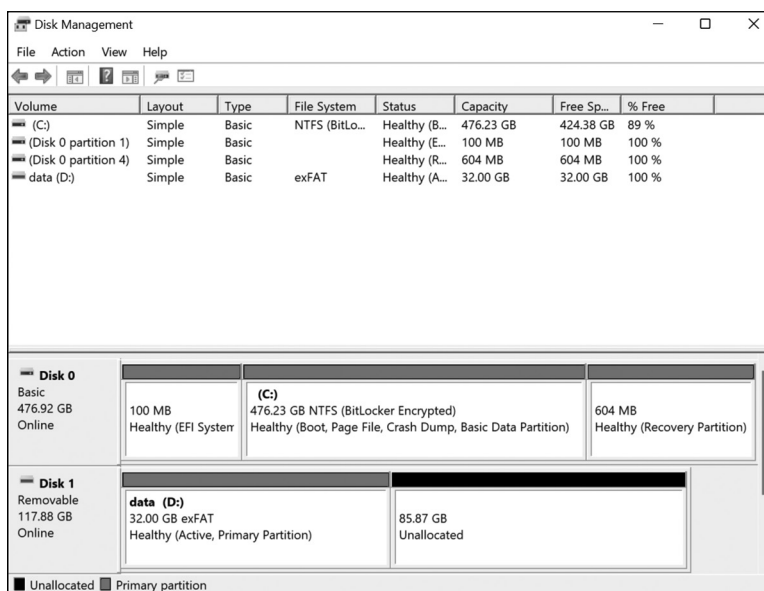 Disk Management
File Action View Help
Volume Layout Type File System Status Capacity Free Sp... % Free
(C:) Simple Basic NTFS (BitLo... Healthy (B... 476.23 GB 424.38 GB 89 %
(Disk 0 partition 1) Simple Basic Healthy (E... 100 MB 100 MB 100 %
(Disk 0 partition 4) Simple Basic Healthy (R... 604 MB 604 MB 100 %
data (D:) Simple Basic exFAT Healthy (A... 32.00 GB 32.00 GB 100 %
Disk 0
Basic
476.92 GB
Online
100 MB
Healthy (EFI System
(C:)
476.23 GB NTFS (BitLocker Encrypted)
Healthy (Boot, Page File, Crash Dump, Basic Data Partition)
604 MB
Healthy (Recovery Partition)
Disk 1
Removable
117.88 GB
Online
data (D:)
32.00 GB exFAT
Healthy (Active, Primary Partition)
85.87 GB
Unallocated
Unallocated Primary partition